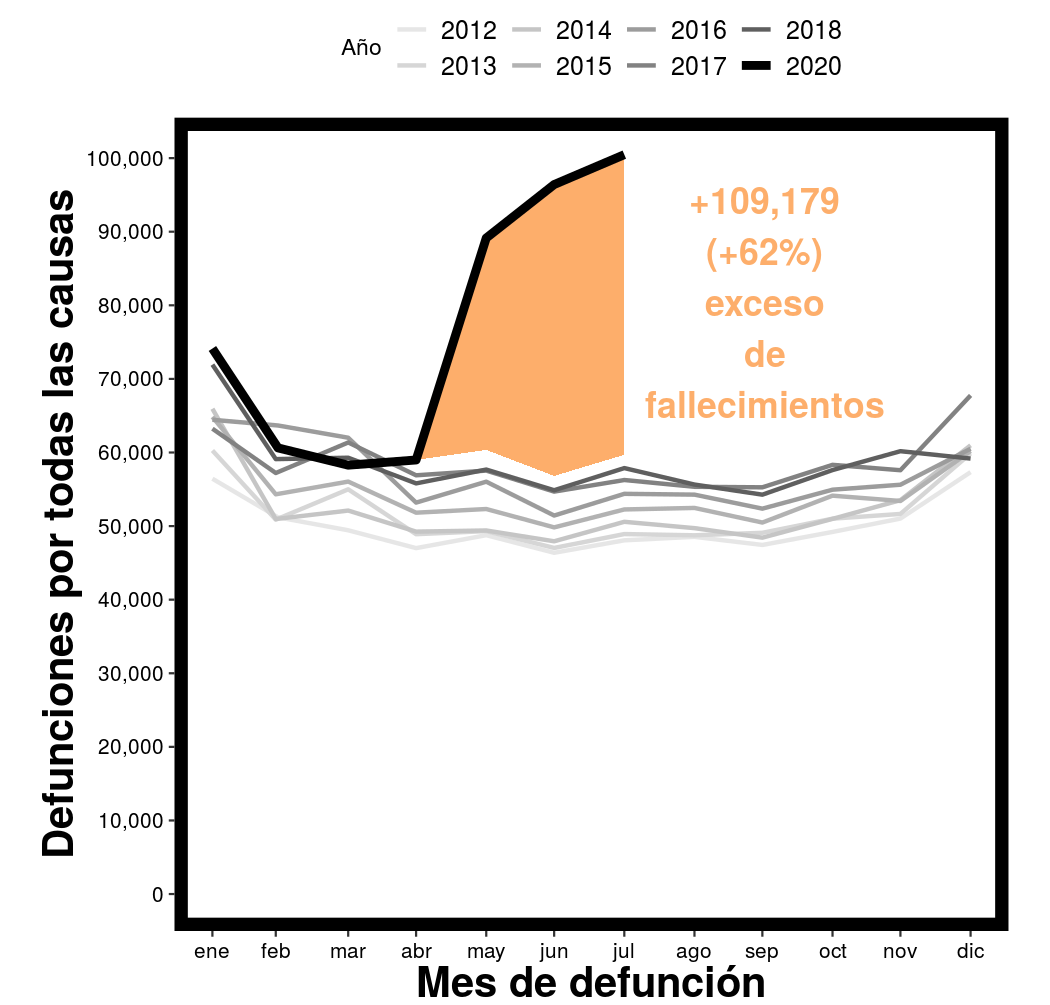 Año
2012 2014 2016 2018
2013 2015 2017 2020
Defunciones por todas las causas
100,000
90,000
80,000
70,000
60,000
50,000
40,000
30,000
20,000
10,000
0
+109,179
(+62%)
exceso
de
fallecimientos
ene feb mar abr may jun jul ago sep oct nov dic
Mes de defunción